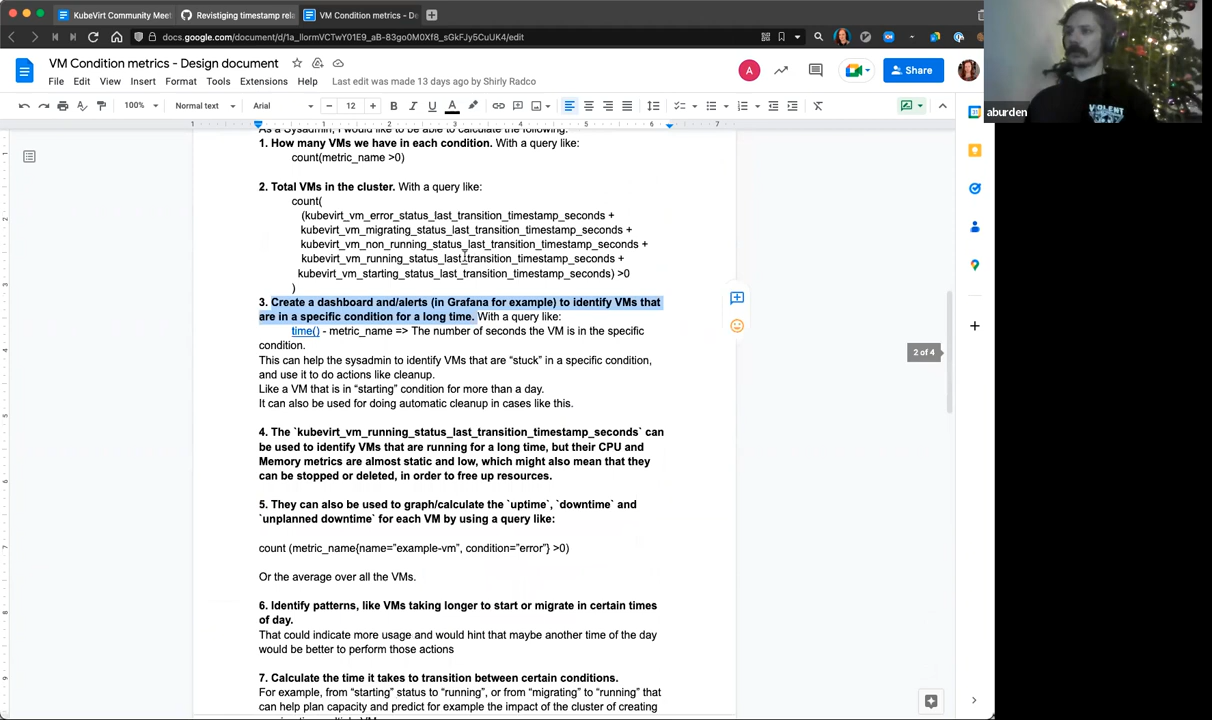 KubeVirt Community Meet
Revistiging timestamp rela
VM Condition metrics - De
docs.google.com/document/d/1a_llormVCTwY01E9_aB-83go0M0Xf8_sGkFJy5CuUK4/edit
VM Condition metrics - Design document
File Edit View Insert Format Tools Extensions Help
Last edit was made 13 days ago by Shirly Radco
A
Share
aburden
100%
Normal text
Arial
12
As a Sysadmin, I would like to be able to calculate the following:
1. How many VMs we have in each condition. With a query like:
count(metric_name >0)
2. Total VMs in the cluster. With a query like:
count(
(kubevirt_vm_error_status_last_transition_timestamp_seconds +
kubevirt_vm_migrating_status_last_transition_timestamp_seconds +
kubevirt_vm_non_running_status_last_transition_timestamp_seconds +
kubevirt_vm_running_status_last_transition_timestamp_seconds +
kubevirt_vm_starting_status_last_transition_timestamp_seconds) >0
)
3. Create a dashboard and/alerts (in Grafana for example) to identify VMs that
are in a specific condition for a long time. With a query like:
time() - metric_name => The number of seconds the VM is in the specific
condition.
This can help the sysadmin to identify VMs that are “stuck” in a specific condition,
and use it to do actions like cleanup.
Like a VM that is in “starting” condition for more than a day.
It can also be used for doing automatic cleanup in cases like this.
4. The `kubevirt_vm_running_status_last_transition_timestamp_seconds` can
be used to identify VMs that are running for a long time, but their CPU and
Memory metrics are almost static and low, which might also mean that they
can be stopped or deleted, in order to free up resources.
5. They can also be used to graph/calculate the `uptime`, `downtime` and
`unplanned downtime` for each VM by using a query like:
count (metric_name{name=”example-vm”, condition=”error”} >0)
Or the average over all the VMs.
6. Identify patterns, like VMs taking longer to start or migrate in certain times
of day.
That could indicate more usage and would hint that maybe another time of the day
would be better to perform those actions
7. Calculate the time it takes to transition between certain conditions.
For example, from “starting” status to “running”, or from “migrating” to “running” that
can help plan capacity and predict for example the impact of the cluster of creating
2 of 4